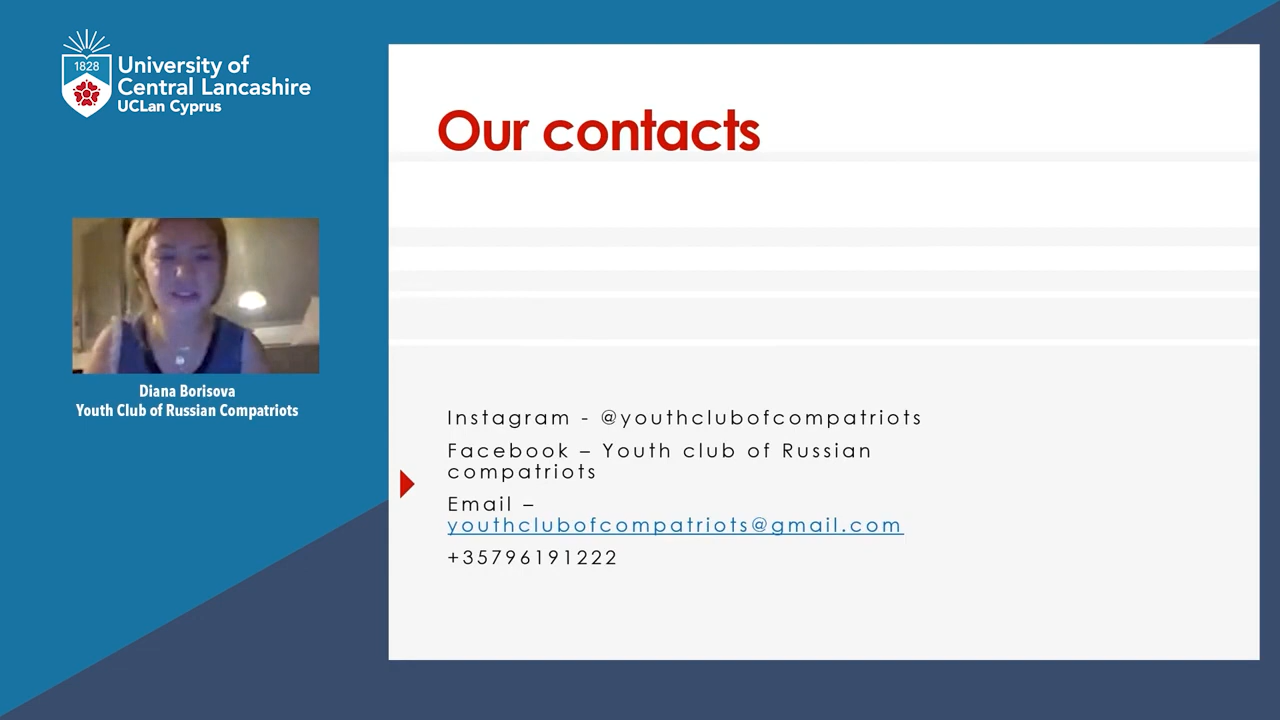 1828
University of
Central Lancashire
UCLan Cyprus
Our contacts
Diana Borisova
Youth Club of Russian Compatriots
Instagram - @youthclubofcompatriots
Facebook – Youth club of Russian
compatriots
Email –
youthclubofcompatriots@gmail.com
+35796191222